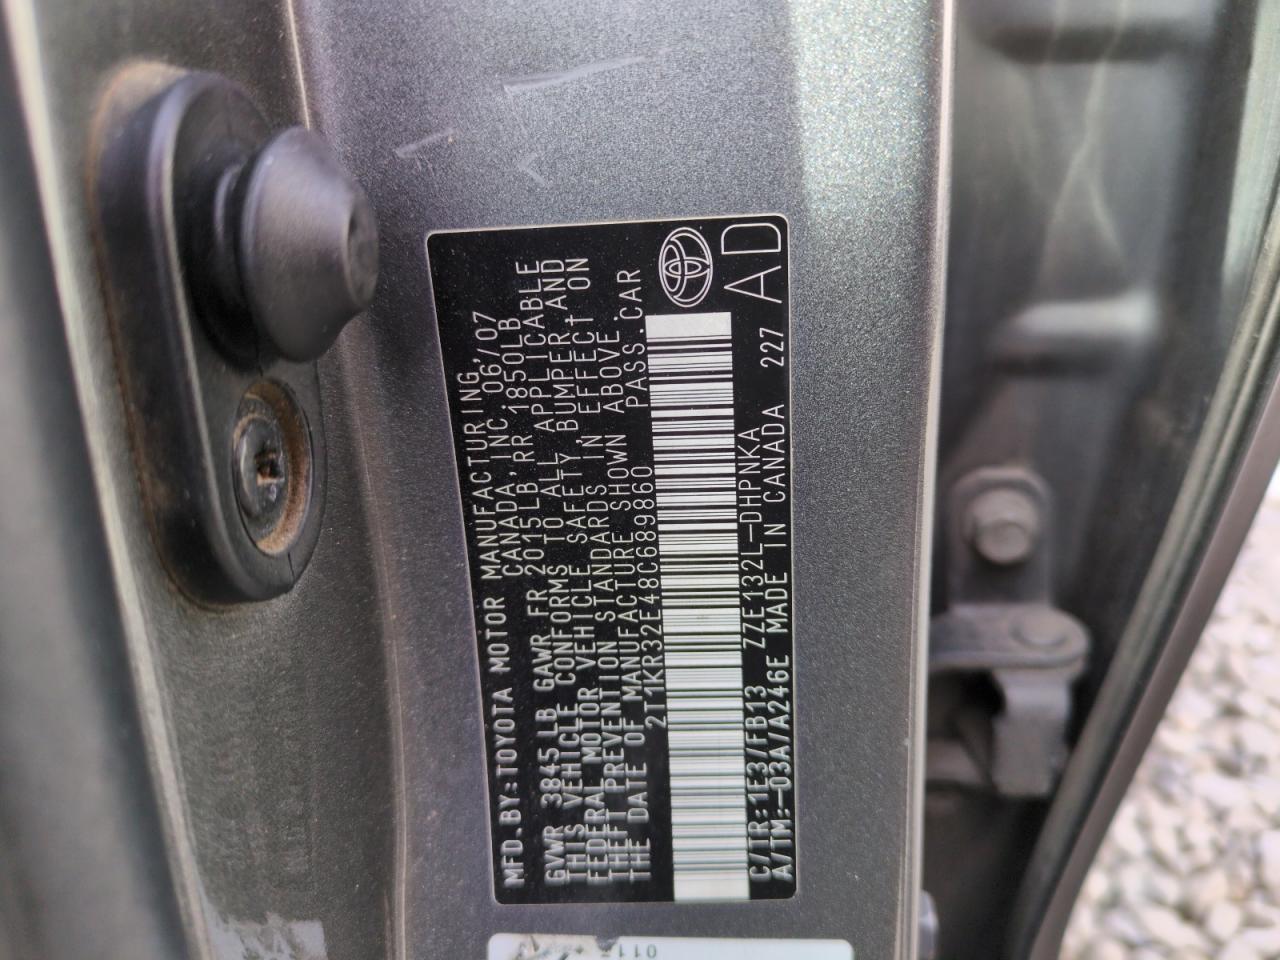 MFD.BY:TOYOTA MOTOR MANUFACTURING,
CANADA, INC. 06/07
GVWR 3845 LB GAWR FR 2015LB, RR 1850LB
THIS VEHICLE CONFORMS TO ALL APPLICABLE
FEDERAL MOTOR VEHICLE SAFETY, BUMPER AND
THEFT PREVENTION STANDARDS IN EFFECT ON
THE DATE OF MANUFACTURE SHOWN ABOVE.
2T1KR32E48C689860 PASS.CAR
C/TR:1E3/FB13 ZZE132L-DHPNKA
A/TM:-03A/A246E MADE IN CANADA 227
AD